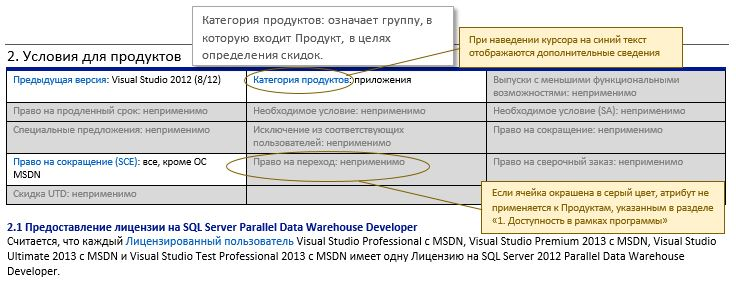 Категория продуктов: означает группу, в
которую входит Продукт, в целях
определения скидок.
При наведении курсора на синий текст
отображаются дополнительные сведения
2. Условия для продуктов
Предыдущая версия: Visual Studio 2012 (8/12)
Категория продуктов: приложения
Выпуски с меньшими функциональными
возможностями: неприменимо
Право на продленный срок: неприменимо
Необходимое условие: неприменимо
Необходимое условие (SA): неприменимо
Специальные предложения: неприменимо
Исключение из соответствующих
пользователей: неприменимо
Право на сокращение: неприменимо
Право на сокращение (SCE): все, кроме ОС
MSDN
Право на переход: неприменимо
Право на сверочный заказ: неприменимо
Скидка UTD: неприменимо
Если ячейка окрашена в серый цвет, атрибут не
применяется к Продуктам, указанным в разделе
«1. Доступность в рамках программы»
2.1 Предоставление лицензии на SQL Server Parallel Data Warehouse Developer
Считается, что каждый Лицензированный пользователь Visual Studio Professional с MSDN, Visual Studio Premium 2013 с MSDN, Visual Studio
Ultimate 2013 с MSDN и Visual Studio Test Professional 2013 с MSDN имеет одну Лицензию на SQL Server 2012 Parallel Data Warehouse
Developer.